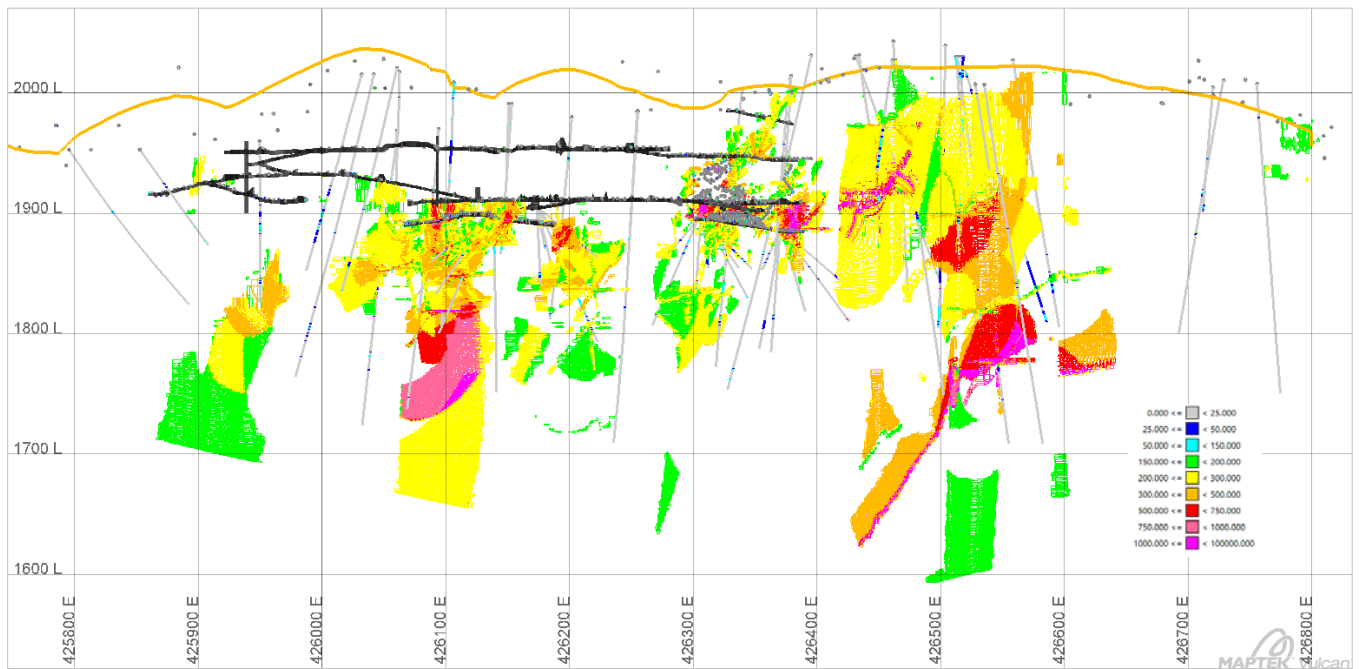 2000 L
1900 L
1800 L
1700 L
1600 L
0.000 <= < 25.000
25.000 <= < 50.000
50.000 <= < 150.000
150.000 <= < 200.000
200.000 <= < 300.000
300.000 <= < 500.000
500.000 <= < 750.000
750.000 <= < 1000.000
1000.000 <= < 100000.000
425800 E
425900 E
426000 E
426100 E
426200 E
426300 E
426400 E
426500 E
426600 E
426700 E
426800 E
MAPTEK Vulcan